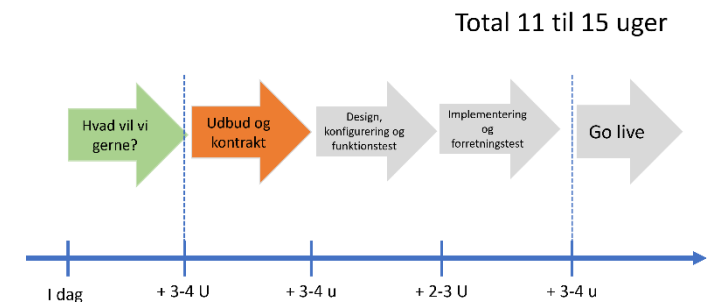 Total 11 til 15 uger
Hvad vil vi
gerne?
Udbud og
kontrakt
Design,
konfigurering og
funktionstest
Implementering
og
forretningstest
Go live
I dag
+ 3-4 U
+ 3-4 u
+ 2-3 U
+ 3-4 u